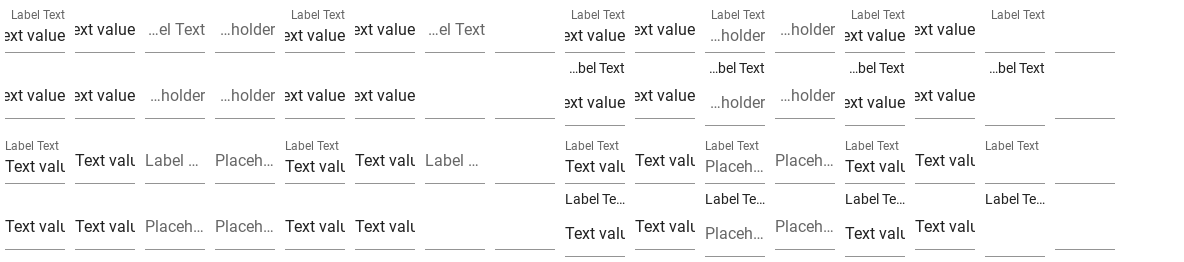 Label Text Label Text Label Text Label Text Label Text Label Text
ext value ext value …el Text …holder ext value ext value …el Text ext value ext value …holder …holder ext value ext value
…bel Text …bel Text …bel Text …bel Text
ext value ext value …holder …holder ext value ext value ext value ext value …holder …holder ext value ext value
Label Text Label Text Label Text Label Text Label Text Label Text
Text valu Text valu Label … Placeh… Text valu Text valu Label … Text valu Text valu Placeh… Placeh… Text valu Text valu
Label Te… Label Te… Label Te… Label Te…
Text valu Text valu Placeh… Placeh… Text valu Text valu Text valu Text valu Placeh… Placeh… Text valu Text valu